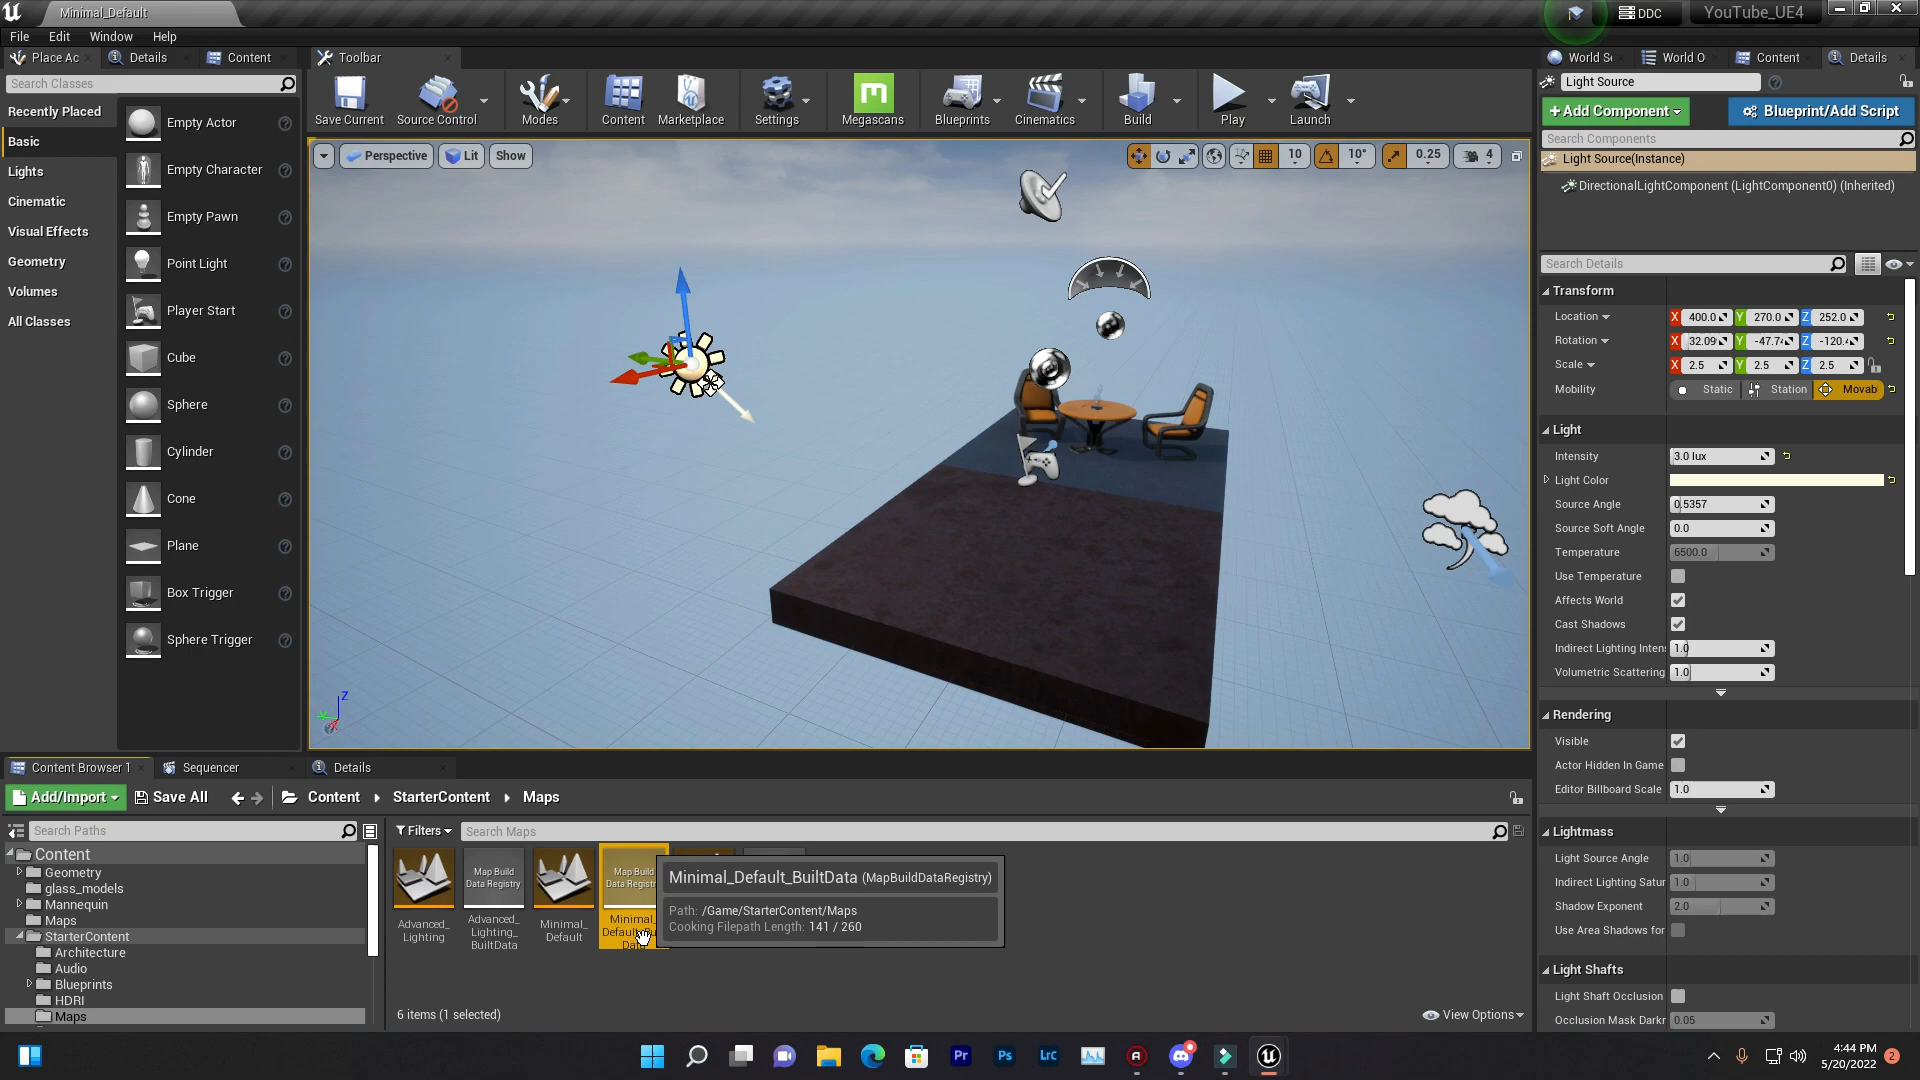 Minimal_Default
DDC
YouTube_UE4
File Edit Window Help
Place Ac
Details
Content
Toolbar
World O
Content
Details
Search Classes
Recently Placed
Basic
Lights
Cinematic
Visual Effects
Geometry
Volumes
All Classes
Empty Actor
Empty Character
Empty Pawn
Point Light
Player Start
Cube
Sphere
Cylinder
Cone
Plane
Box Trigger
Sphere Trigger
Save Current
Source Control
Modes
Content
Marketplace
Settings
Megascans
Blueprints
Cinematics
Build
Play
Launch
Perspective
Lit
Show
10
10°
0.25
4
Z
Light Source
+Add Component
Blueprint/Add Script
Search Components
Light Source(Instance)
DirectionalLightComponent (LightComponent0) (Inherited)
Search Details
Transform
Location X 400.0 Y 270.0 Z 252.0
Rotation X 32.09 Y -47.74 Z -120.4
Scale X 2.5 Y 2.5 Z 2.5
Mobility Static Station Movab
Light
Intensity 3.0 lux
Light Color
Source Angle 0.5357
Source Soft Angle 0.0
Temperature 6500.0
Use Temperature
Affects World
Cast Shadows
Indirect Lighting Inten 1.0
Volumetric Scattering 1.0
Rendering
Visible
Actor Hidden In Game
Editor Billboard Scale 1.0
Lightmass
Light Source Angle 1.0
Indirect Lighting Satur 1.0
Shadow Exponent 2.0
Use Area Shadows for
Light Shafts
Light Shaft Occlusion
Occlusion Mask Darkr 0.05
Content Browser 1
Sequencer
Details
Add/Import
Save All
Content
StarterContent
Maps
Search Paths
Filters
Search Maps
Content
Geometry
glass_models
Mannequin
Maps
StarterContent
Architecture
Audio
Blueprints
HDRI
Maps
Advanced_
Lighting
Map Build
Data Registry
Advanced_
Lighting_
BuiltData
Minimal_
Default
Map Build
Data Registr
Minimal_
Default_Bu
Data
Minimal_Default_BuiltData (MapBuildDataRegistry)
Path: /Game/StarterContent/Maps
Cooking Filepath Length: 141 / 260
6 items (1 selected)
View Options
Pr
Ps
Lrc
4:44 PM
5/20/2022
2